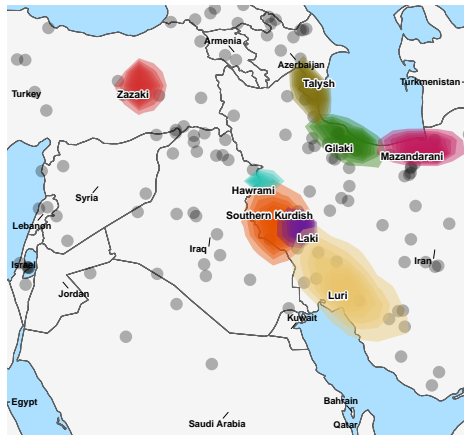 Armenia
Azerbaijan
Talysh
Turkmenistan
Turkey
Zazaki
Gilaki
Mazandarani
Hawrami
Syria
Southern Kurdish
Lebanon
Laki
Iraq
Iran
Israel
Jordan
Luri
Kuwait
Egypt
Bahrain
Saudi Arabia
Qatar